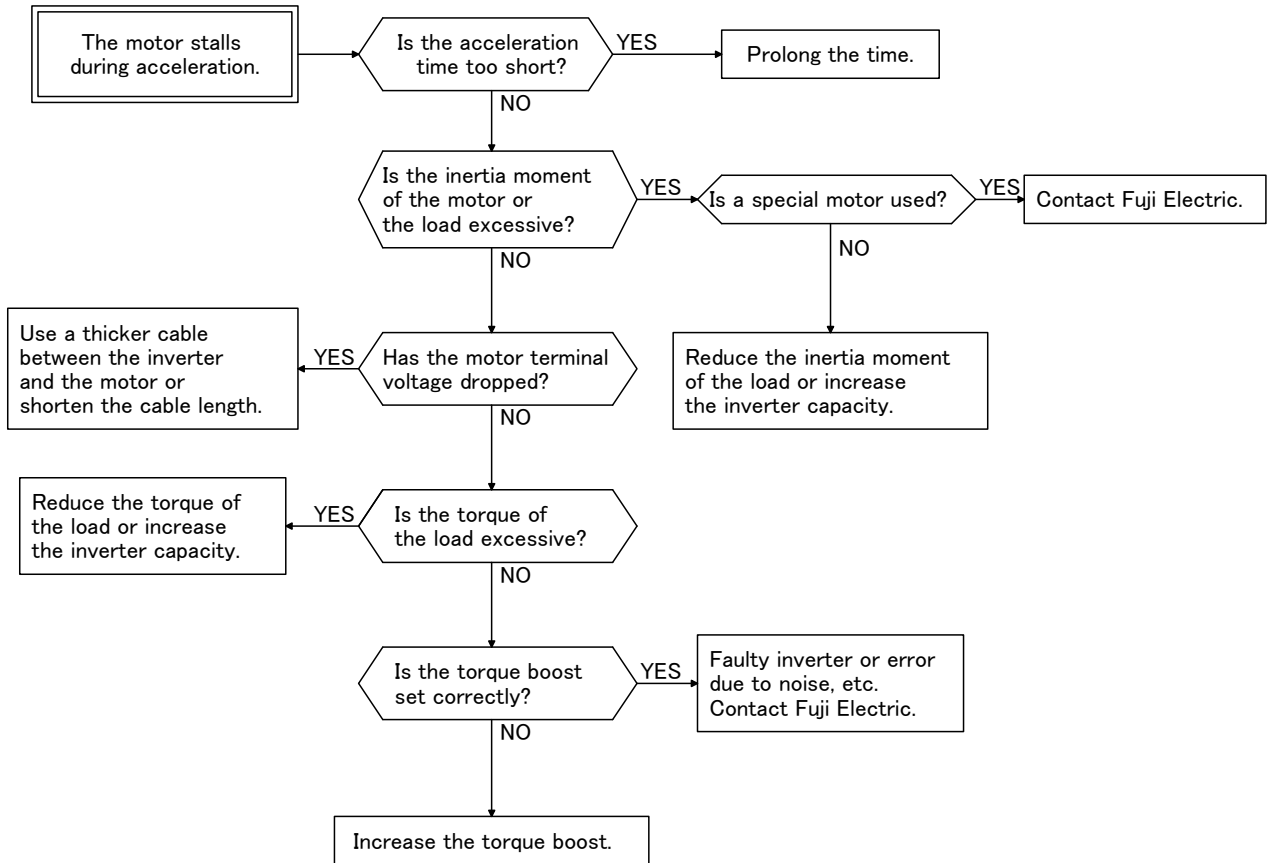 The motor stalls
during acceleration.
Is the acceleration
time too short?
YES
Prolong the time.
NO
Is the inertia moment
of the motor or
the load excessive?
YES
Is a special motor used?
YES
Contact Fuji Electric.
NO
NO
Use a thicker cable
between the inverter
and the motor or
shorten the cable length.
YES
Has the motor terminal
voltage dropped?
Reduce the inertia moment
of the load or increase
the inverter capacity.
NO
Reduce the torque of
the load or increase
the inverter capacity.
YES
Is the torque of
the load excessive?
NO
Is the torque boost
set correctly?
YES
Faulty inverter or error
due to noise, etc.
Contact Fuji Electric.
NO
Increase the torque boost.